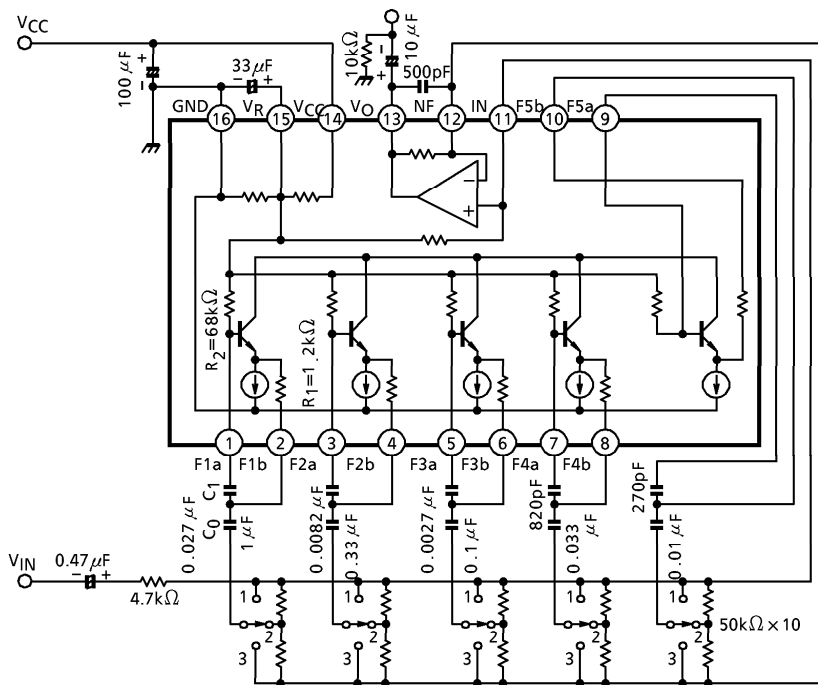 VCC
100 μF
+
−
33 μF
− +
10kΩ
−
10 μF
+
500pF
GND
VR
VCC
VO
NF
IN
F5b
F5a
16
15
14
13
12
11
10
9
−
+
R2=68kΩ
R1=1.2kΩ
1
2
3
4
5
6
7
8
F1a
F1b
F2a
F2b
F3a
F3b
F4a
F4b
C1
0.027 μF
C0
1 μF
0.0082 μF
0.33 μF
0.0027 μF
0.1 μF
820pF
0.033 μF
270pF
0.01 μF
VIN
0.47μF
− +
4.7kΩ
1
1
1
1
1
2
2
2
2
2
50kΩ×10
3
3
3
3
3